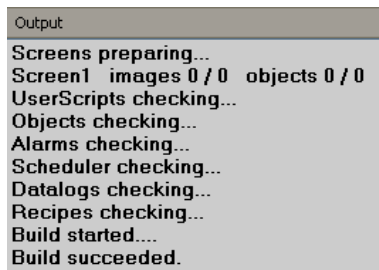 Output
Screens preparing...
Screen1 images 0 / 0 objects 0 / 0
UserScripts checking...
Objects checking...
Alarms checking...
Scheduler checking...
Datalogs checking...
Recipes checking...
Build started....
Build succeeded.